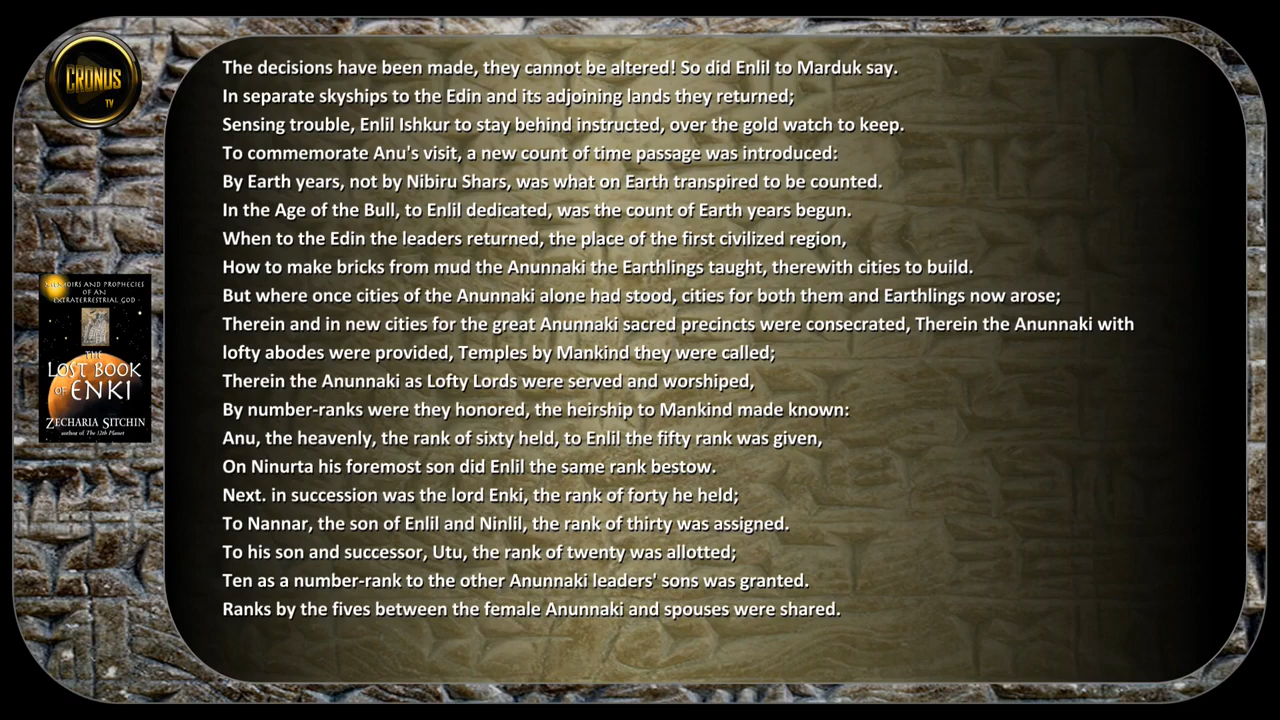 CRONUS
TV
The decisions have been made, they cannot be altered! So did Enlil to Marduk say.
In separate skyships to the Edin and its adjoining lands they returned;
Sensing trouble, Enlil Ishkur to stay behind instructed, over the gold watch to keep.
To commemorate Anu's visit, a new count of time passage was introduced:
By Earth years, not by Nibiru Shars, was what on Earth transpired to be counted.
In the Age of the Bull, to Enlil dedicated, was the count of Earth years begun.
When to the Edin the leaders returned, the place of the first civilized region,
How to make bricks from mud the Anunnaki the Earthlings taught, therewith cities to build.
But where once cities of the Anunnaki alone had stood, cities for both them and Earthlings now arose;
Therein and in new cities for the great Anunnaki sacred precincts were consecrated, Therein the Anunnaki with
lofty abodes were provided, Temples by Mankind they were called;
Therein the Anunnaki as Lofty Lords were served and worshiped,
By number-ranks were they honored, the heirship to Mankind made known:
Anu, the heavenly, the rank of sixty held, to Enlil the fifty rank was given,
On Ninurta his foremost son did Enlil the same rank bestow.
Next. in succession was the lord Enki, the rank of forty he held;
To Nannar, the son of Enlil and Ninlil, the rank of thirty was assigned.
To his son and successor, Utu, the rank of twenty was allotted;
Ten as a number-rank to the other Anunnaki leaders' sons was granted.
Ranks by the fives between the female Anunnaki and spouses were shared.
MEMOIRS AND PROPHECIES
OF AN
EXTRATERRESTRIAL GOD
THE
LOST BOOK
OF ENKI
ZECHARIA SITCHIN
author of The 12th Planet